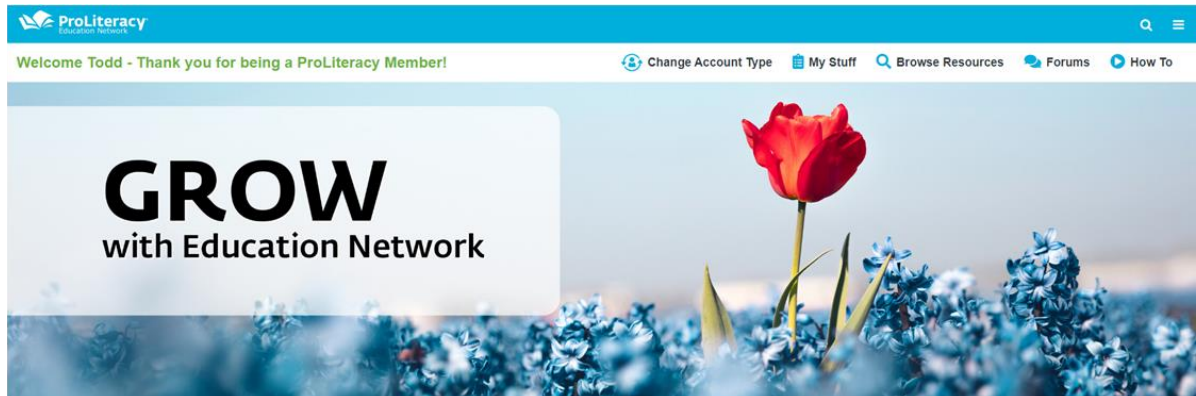 ProLiteracy
Education Network
Welcome Todd - Thank you for being a ProLiteracy Member!
Change Account Type
My Stuff
Browse Resources
Forums
How To
GROW
with Education Network